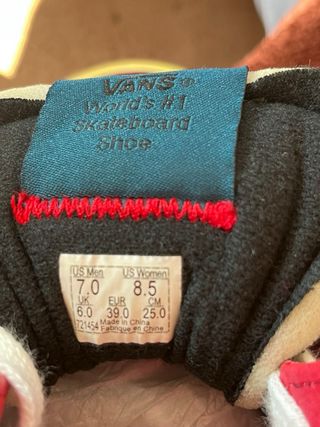 VANS®
World's #1
Skateboard
Shoe
US Men US Women
7.0 8.5
UK EUR CM
6.0 39.0 25.0
721454 Made in China
Fabrique en Chine